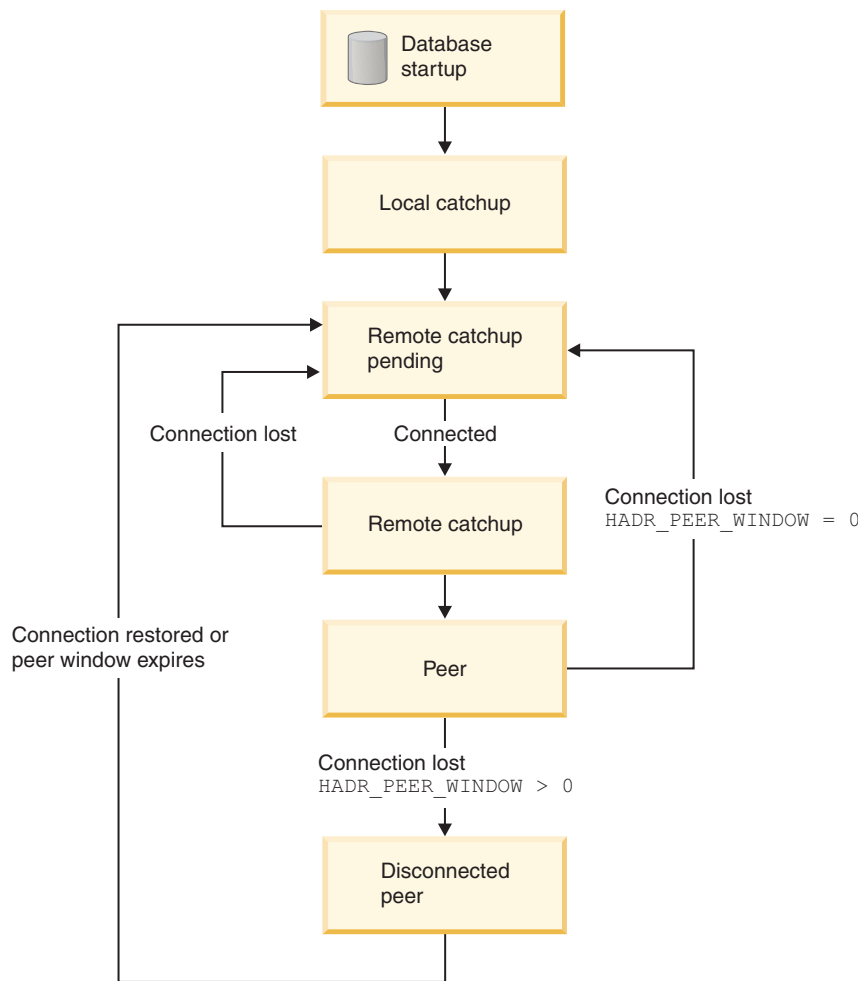 Database
startup
Local catchup
Remote catchup
pending
Connection lost
Connected
Remote catchup
Connection lost
HADR_PEER_WINDOW = 0
Connection restored or
peer window expires
Peer
Connection lost
HADR_PEER_WINDOW > 0
Disconnected
peer